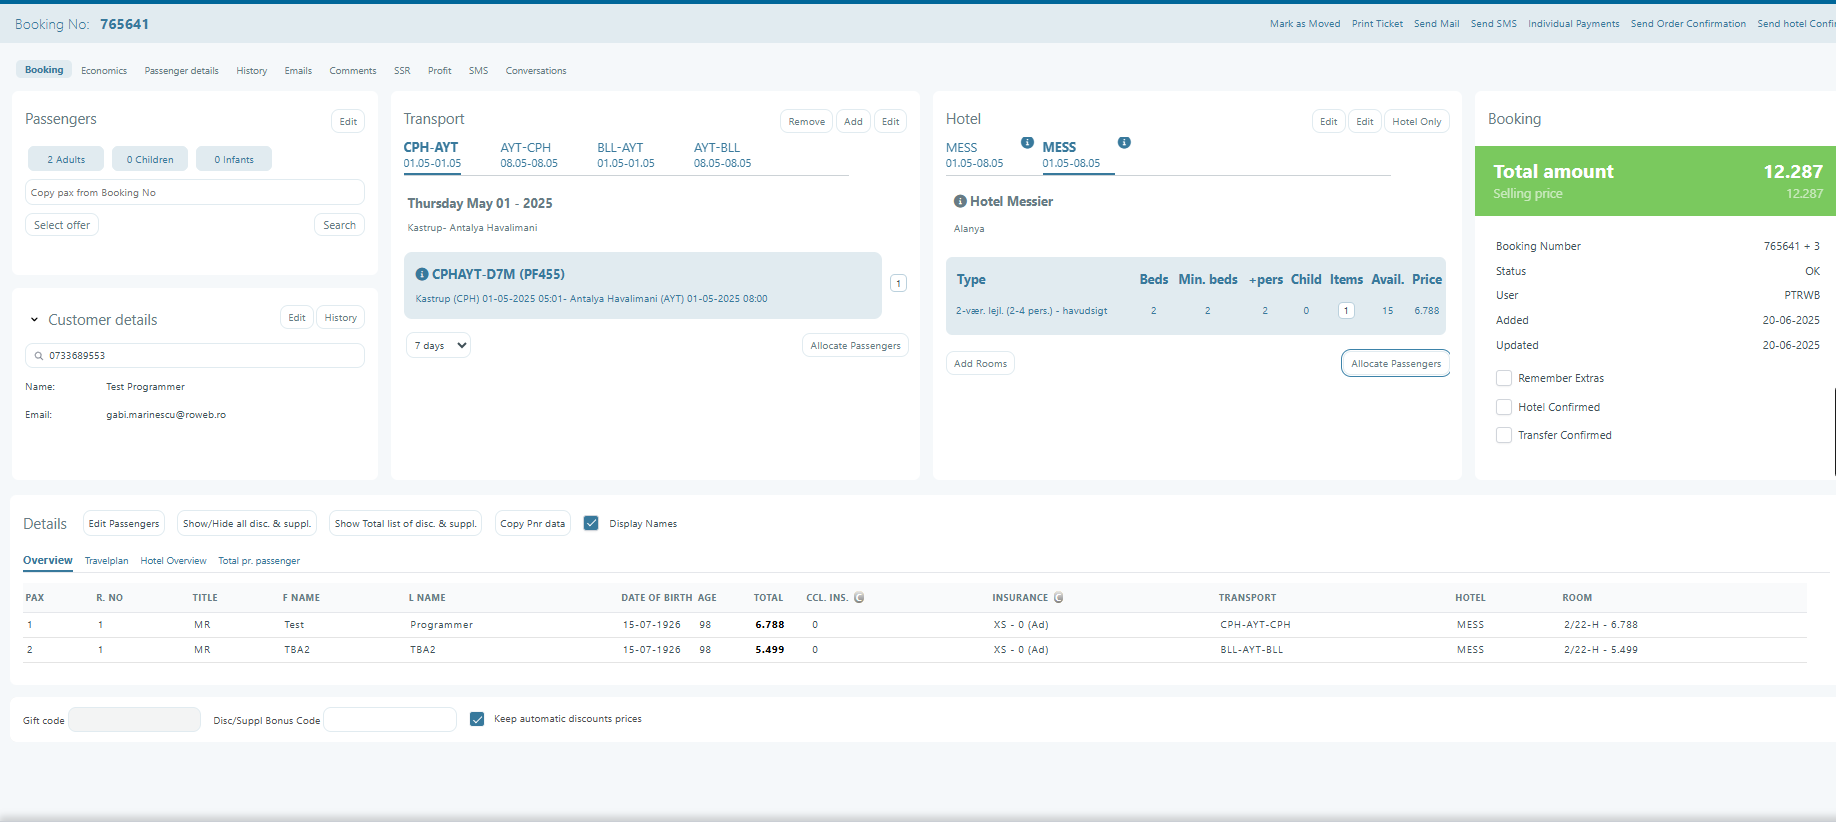 Booking No: 765641
Mark as Moved Print Ticket Send Mail Send SMS Individual Payments Send Order Confirmation Send hotel Confir
Booking Economics Passenger details History Emails Comments SSR Profit SMS Conversations
Passengers Edit
2 Adults 0 Children 0 Infants
Copy pax from Booking No
Select offer Search
Customer details Edit History
0733689553
Name: Test Programmer
Email: gabi.marinescu@roweb.ro
Transport Remove Add Edit
CPH-AYT AYT-CPH BLL-AYT AYT-BLL
01.05-01.05 08.05-08.05 01.05-01.05 08.05-08.05
Thursday May 01 - 2025
Kastrup- Antalya Havalimani
CPHAYT-D7M (PF455)
Kastrup (CPH) 01-05-2025 05:01- Antalya Havalimani (AYT) 01-05-2025 08:00
1
7 days Allocate Passengers
Hotel Edit Edit Hotel Only
MESS MESS
01.05-08.05 01.05-08.05
Hotel Messier
Alanya
Type Beds Min. beds +pers Child Items Avail. Price
2-vær. lejl. (2-4 pers.) - havudsigt 2 2 2 0 1 15 6.788
Add Rooms Allocate Passengers
Booking
Total amount 12.287
Selling price 12.287
Booking Number 765641 + 3
Status OK
User PTRWB
Added 20-06-2025
Updated 20-06-2025
Remember Extras
Hotel Confirmed
Transfer Confirmed
Details Edit Passengers Show/Hide all disc. & suppl. Show Total list of disc. & suppl. Copy Pnr data Display Names
Overview Travelplan Hotel Overview Total pr. passenger
PAX R. NO TITLE F NAME L NAME DATE OF BIRTH AGE TOTAL CCL. INS. C INSURANCE C TRANSPORT HOTEL ROOM
1 1 MR Test Programmer 15-07-1926 98 6.788 0 XS - 0 (Ad) CPH-AYT-CPH MESS 2/22-H - 6.788
2 1 MR TBA2 TBA2 15-07-1926 98 5.499 0 XS - 0 (Ad) BLL-AYT-BLL MESS 2/22-H - 5.499
Gift code Disc/Suppl Bonus Code Keep automatic discounts prices